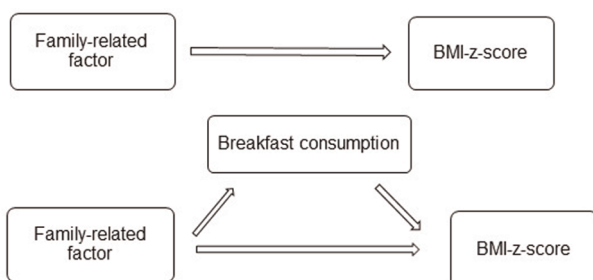 Family-related
factor
BMI-z-score
Breakfast consumption
Family-related
factor
BMI-z-score